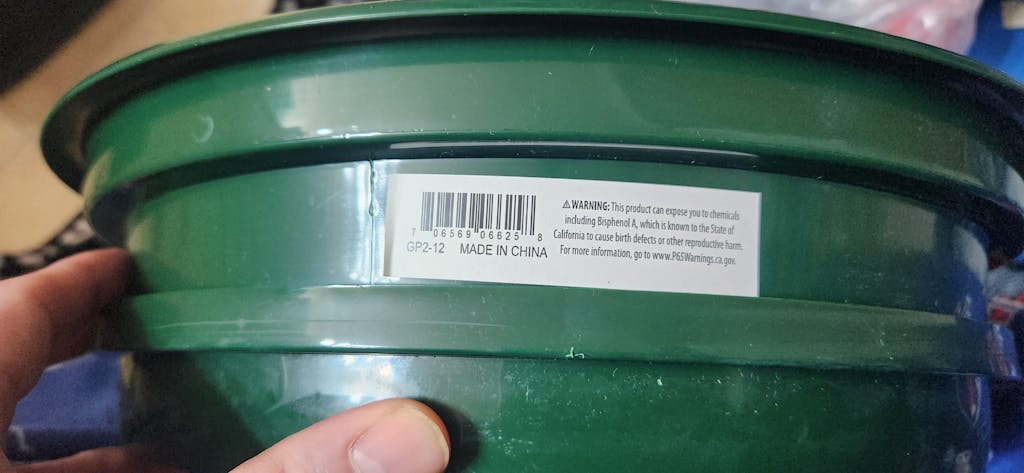 7 06569 06625 8
GP2-12 MADE IN CHINA
⚠WARNING: This product can expose you to chemicals
including Bisphenol A, which is known to the State of
California to cause birth defects or other reproductive harm.
For more information, go to www.P65Warnings.ca.gov.